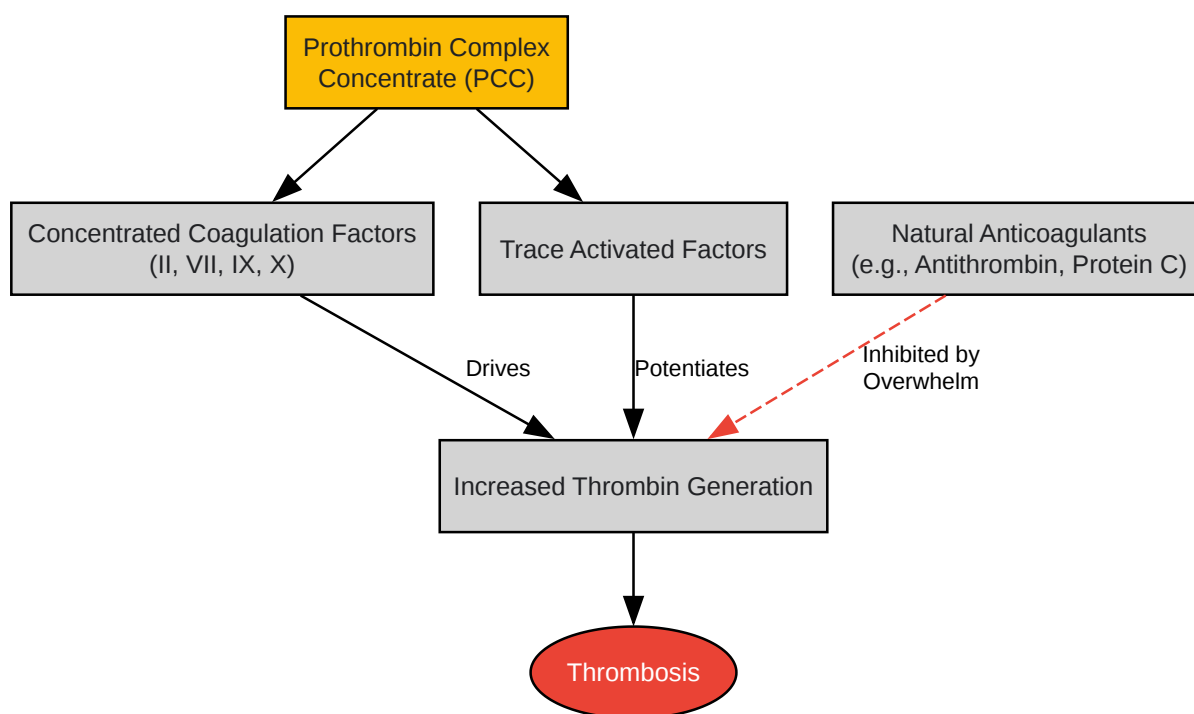 Prothrombin Complex
Concentrate (PCC)
Concentrated Coagulation Factors
(II, VII, IX, X)
Trace Activated Factors
Natural Anticoagulants
(e.g., Antithrombin, Protein C)
Drives
Potentiates
Inhibited by
Overwhelm
Increased Thrombin Generation
Thrombosis